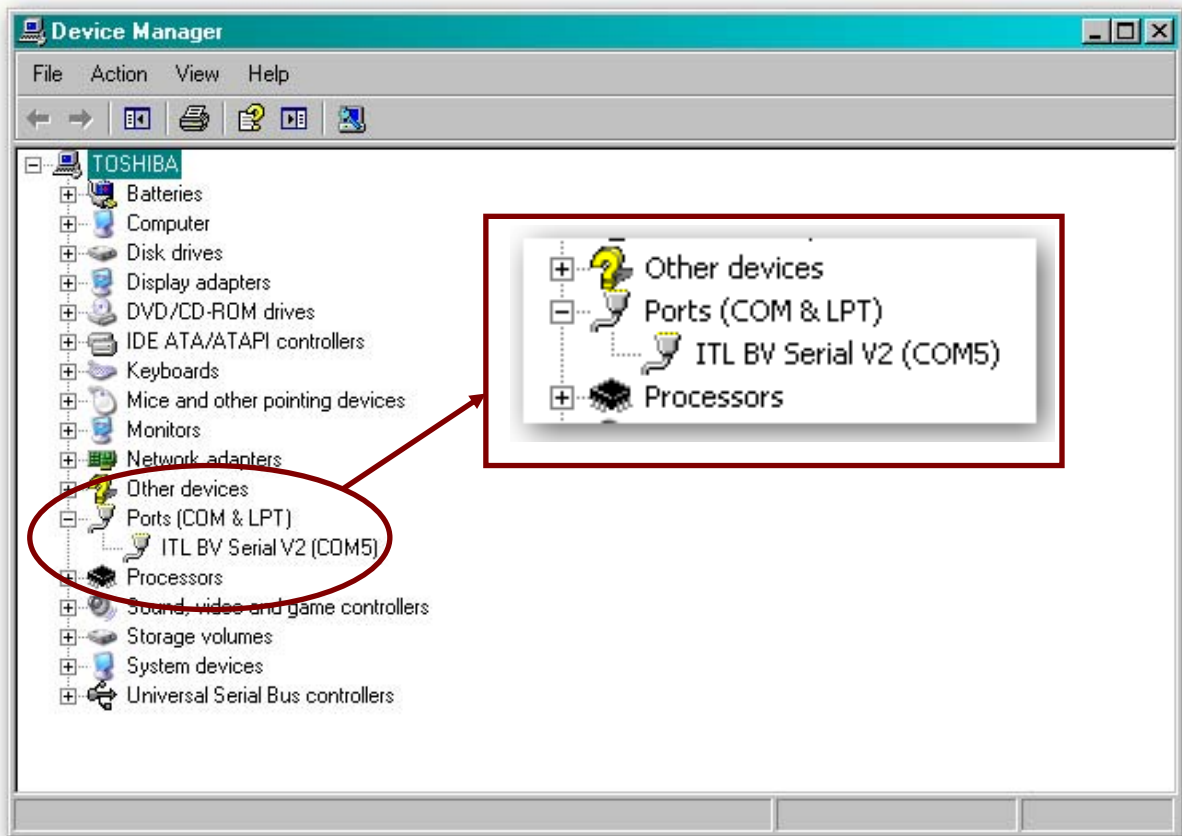 Device Manager
File Action View Help
TOSHIBA
Batteries
Computer
Disk drives
Display adapters
DVD/CD-ROM drives
IDE ATA/ATAPI controllers
Keyboards
Mice and other pointing devices
Monitors
Network adapters
Other devices
Ports (COM & LPT)
ITL BV Serial V2 (COM5)
Processors
Sound, video and game controllers
Storage volumes
System devices
Universal Serial Bus controllers
Other devices
Ports (COM & LPT)
ITL BV Serial V2 (COM5)
Processors